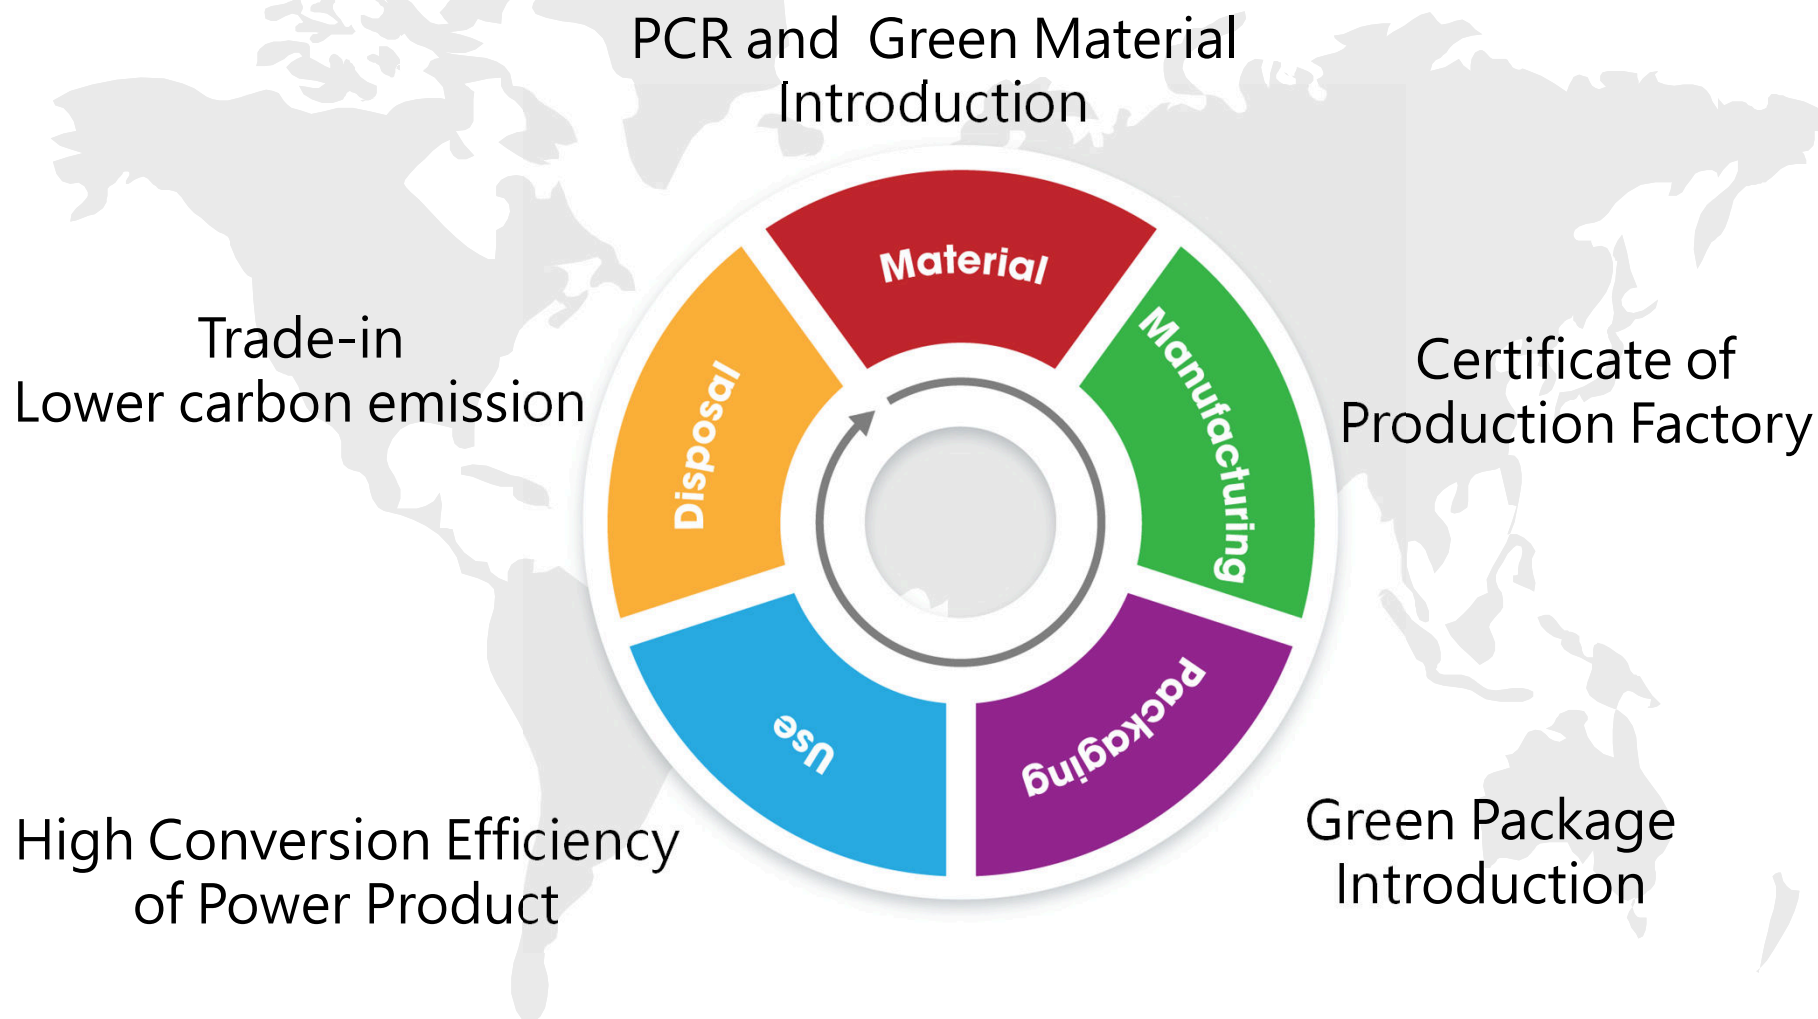 PCR and Green Material
Introduction
Material
Manufacturing
Certificate of
Production Factory
Packaging
Green Package
Introduction
Use
High Conversion Efficiency
of Power Product
Disposal
Trade-in
Lower carbon emission